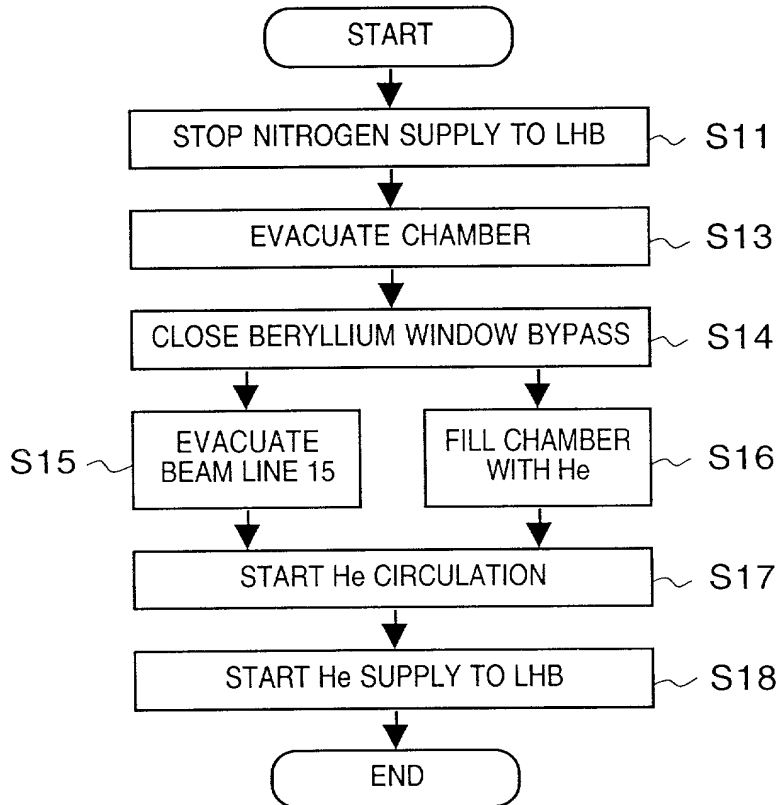 START
STOP NITROGEN SUPPLY TO LHB
S11
EVACUATE CHAMBER
S13
CLOSE BERYLLIUM WINDOW BYPASS
S14
S15
EVACUATE
BEAM LINE 15
FILL CHAMBER
WITH He
S16
START He CIRCULATION
S17
START He SUPPLY TO LHB
S18
END